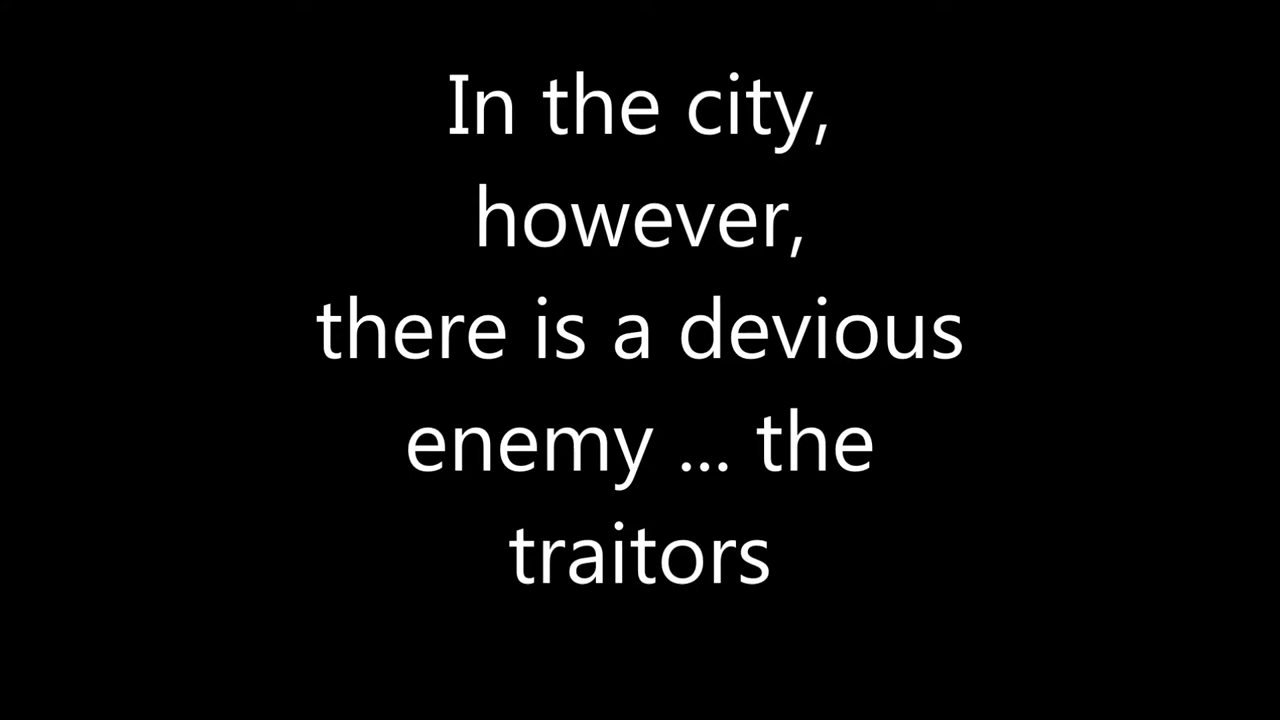 In the city,
however,
there is a devious
enemy ... the
traitors